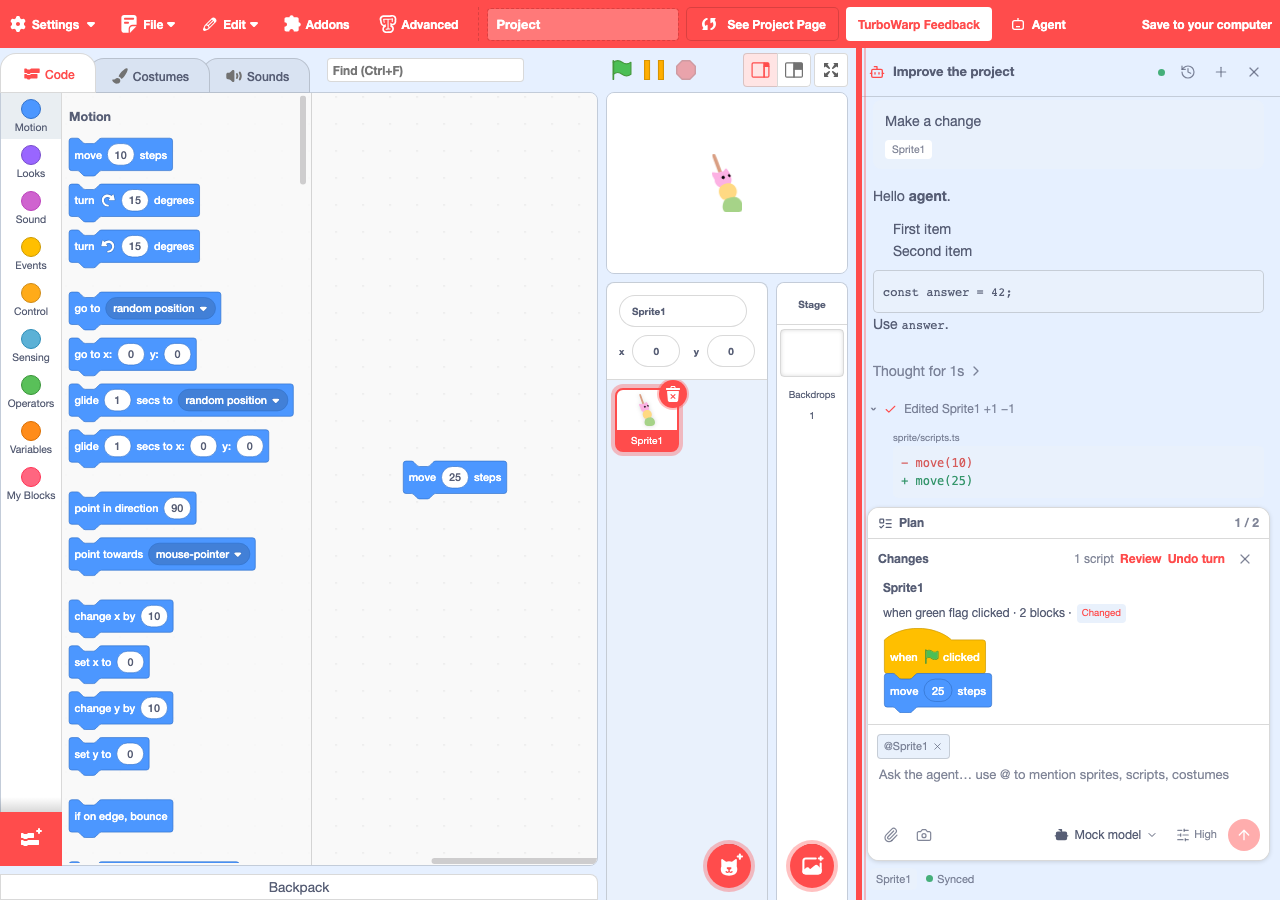 Settings
File
Edit
Addons
Advanced
Project
See Project Page
TurboWarp Feedback
Agent
Save to your computer
Code
Costumes
Sounds
Find (Ctrl+F)
Motion
Looks
Sound
Events
Control
Sensing
Operators
Variables
My Blocks
Motion
move 10 steps
turn 15 degrees
turn 15 degrees
go to random position
go to x: 0 y: 0
glide 1 secs to random position
glide 1 secs to x: 0 y: 0
point in direction 90
point towards mouse-pointer
change x by 10
set x to 0
change y by 10
set y to 0
if on edge, bounce
move 25 steps
Backpack
Sprite1
x 0 y 0
Sprite1
Stage
Backdrops
1
Improve the project
Make a change
Sprite1
Hello agent.
First item
Second item
const answer = 42;
Use answer.
Thought for 1s
Edited Sprite1 +1 −1
sprite/scripts.ts
− move(10)
+ move(25)
Plan 1 / 2
Changes 1 script Review Undo turn
Sprite1
when green flag clicked · 2 blocks · Changed
when clicked
move 25 steps
@Sprite1
Ask the agent… use @ to mention sprites, scripts, costumes
Mock model High
Sprite1 Synced